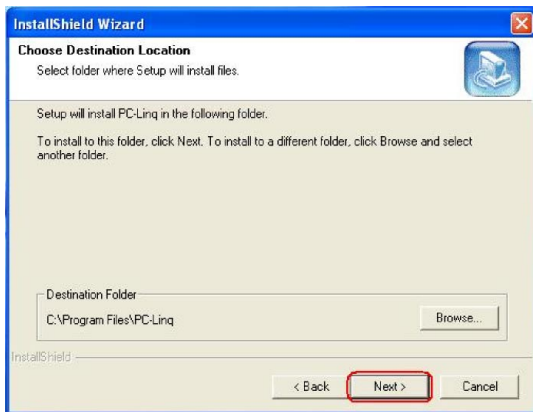 InstallShield Wizard
Choose Destination Location
Select folder where Setup will install files.
Setup will install PC-Linq in the following folder.
To install to this folder, click Next. To install to a different folder, click Browse and select
another folder.
Destination Folder
C:\Program Files\PC-Linq
Browse...
InstallShield
< Back
Next >
Cancel